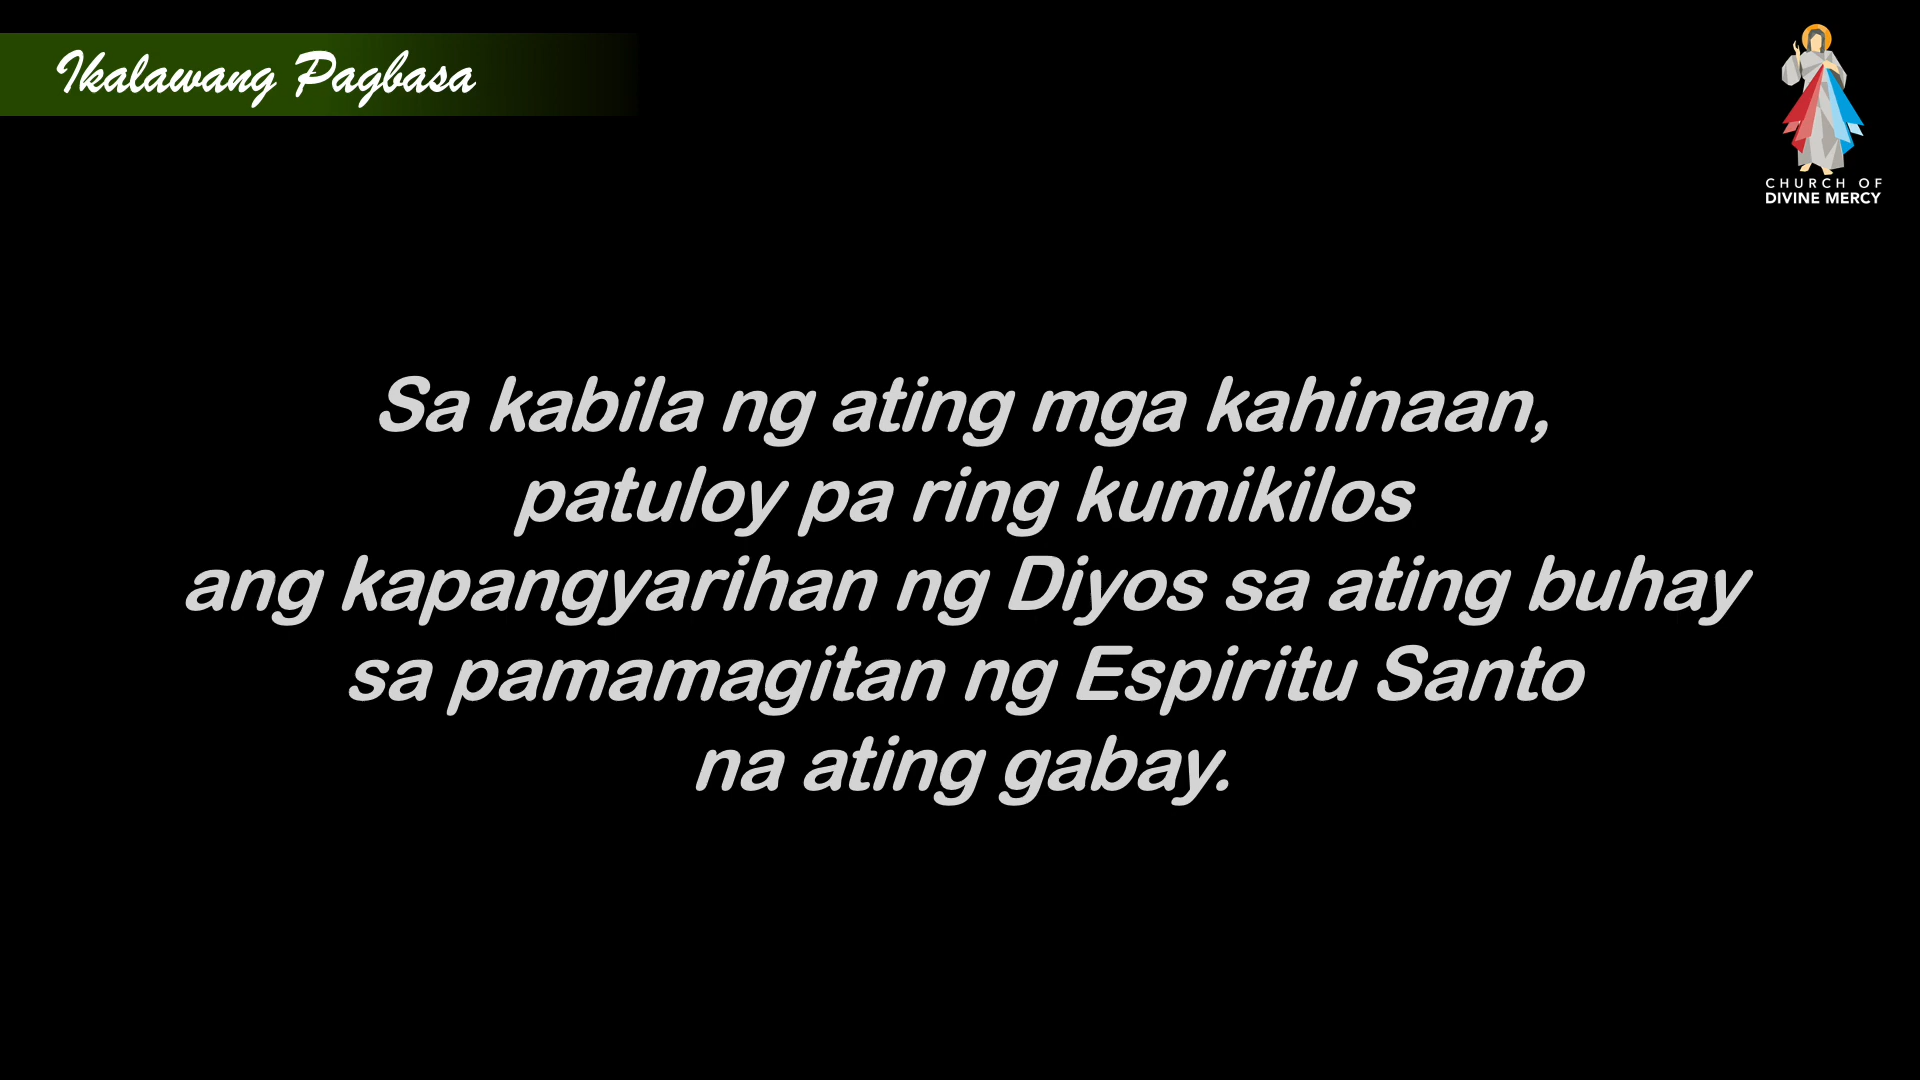 Ikalawang Pagbasa
CHURCH OF
DIVINE MERCY
Sa kabila ng ating mga kahinaan,
patuloy pa ring kumikilos
ang kapangyarihan ng Diyos sa ating buhay
sa pamamagitan ng Espiritu Santo
na ating gabay.